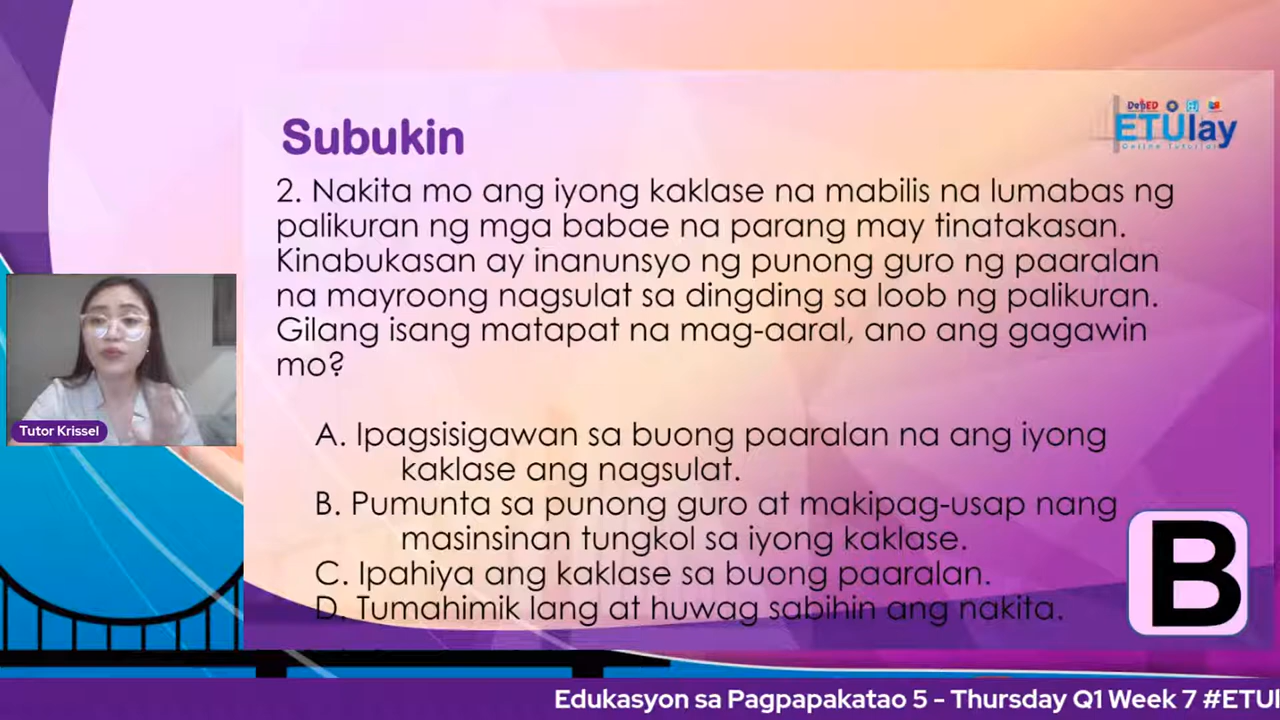 DepED
ETUlay
Online Tutorial
Subukin
2. Nakita mo ang iyong kaklase na mabilis na lumabas ng
palikuran ng mga babae na parang may tinatakasan.
Kinabukasan ay inanunsyo ng punong guro ng paaralan
na mayroong nagsulat sa dingding sa loob ng palikuran.
Gilang isang matapat na mag-aaral, ano ang gagawin
mo?
A. Ipagsisigawan sa buong paaralan na ang iyong
kaklase ang nagsulat.
B. Pumunta sa punong guro at makipag-usap nang
masinsinan tungkol sa iyong kaklase.
C. Ipahiya ang kaklase sa buong paaralan.
D. Tumahimik lang at huwag sabihin ang nakita.
B
Tutor Krissel
Edukasyon sa Pagpapakatao 5 - Thursday Q1 Week 7 #ETU